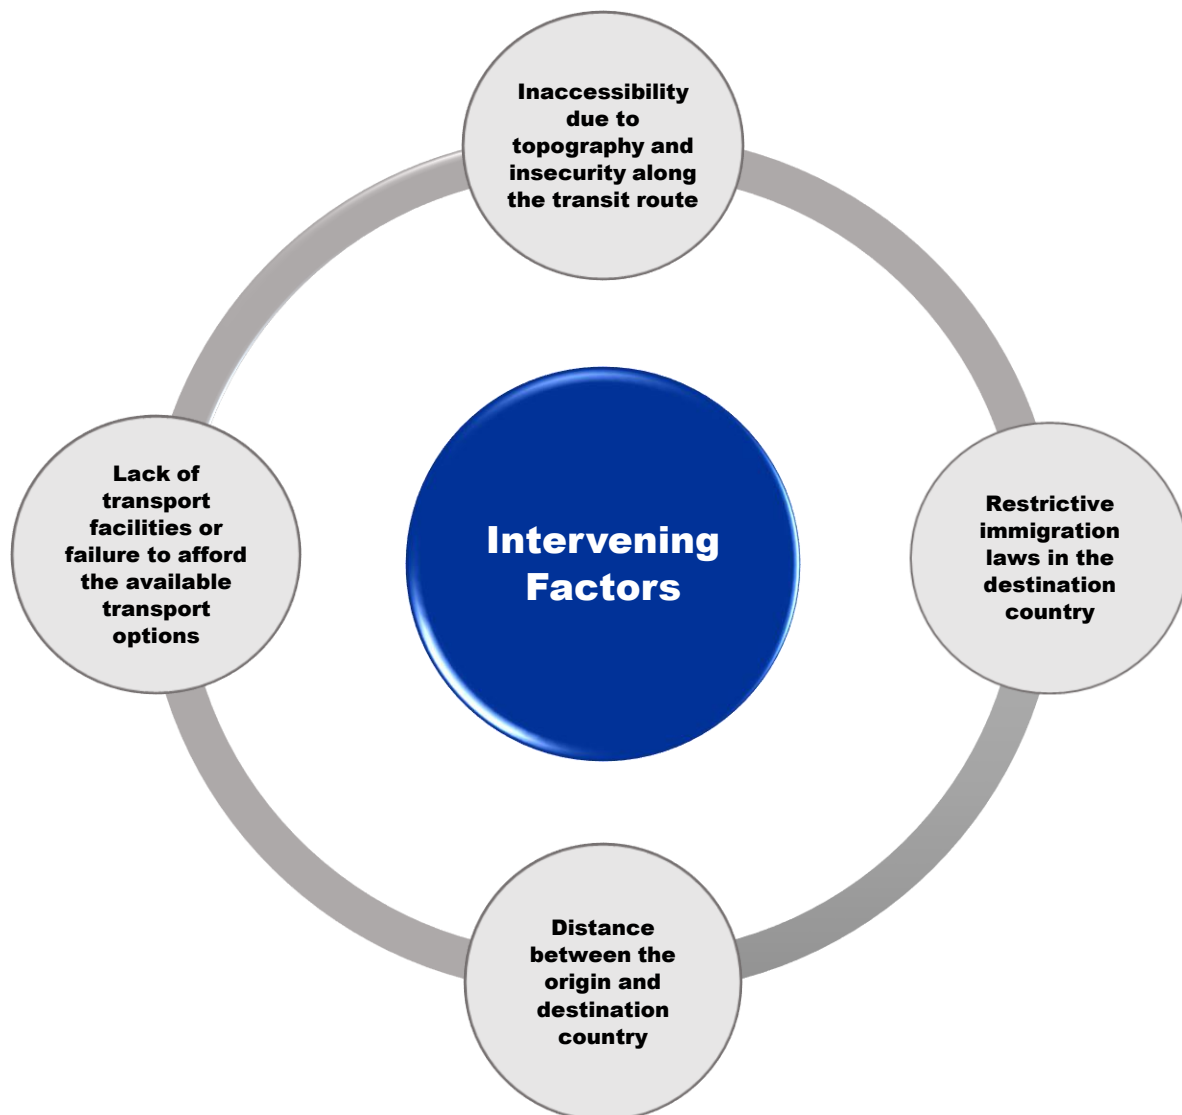 Inaccessibility
due to
topography and
insecurity along
the transit route
Lack of
transport
facilities or
failure to afford
the available
transport
options
Intervening
Factors
Restrictive
immigration
laws in the
destination
country
Distance
between the
origin and
destination
country